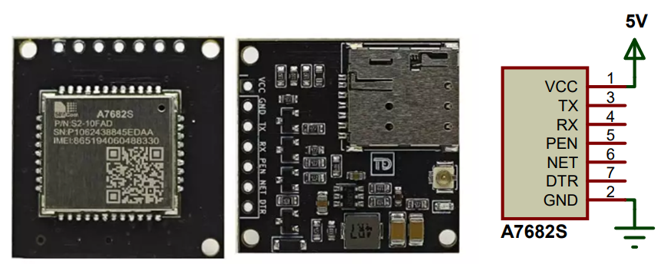 A7682S
P/N:S2-10FAD
SN:P1062438845EDAA
IMEI:865194060488330
VCC GND TX RX PEN NET DTR
4R7
5V
VCC 1
TX 3
RX 4
PEN 5
NET 6
DTR 7
GND 2
A7682S